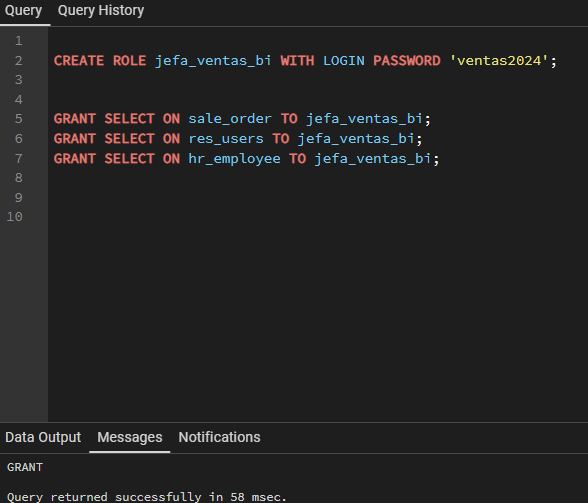 Query Query History
1
2 CREATE ROLE jefa_ventas_bi WITH LOGIN PASSWORD 'ventas2024';
3
4
5 GRANT SELECT ON sale_order TO jefa_ventas_bi;
6 GRANT SELECT ON res_users TO jefa_ventas_bi;
7 GRANT SELECT ON hr_employee TO jefa_ventas_bi;
8
9
10
Data Output Messages Notifications
GRANT
Query returned successfully in 58 msec.